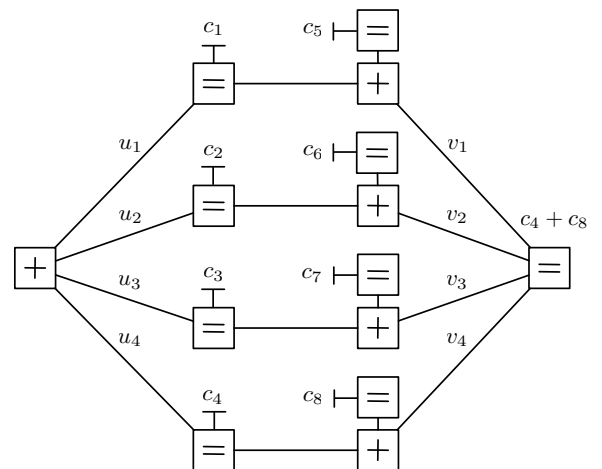 c₁ c₅ =
= +
u₁ v₁
c₂ c₆ =
u₂ = + v₂ c₄ + c₈
+ =
u₃ c₃ c₇ = v₃
= +
u₄ v₄
c₄ c₈ =
= +